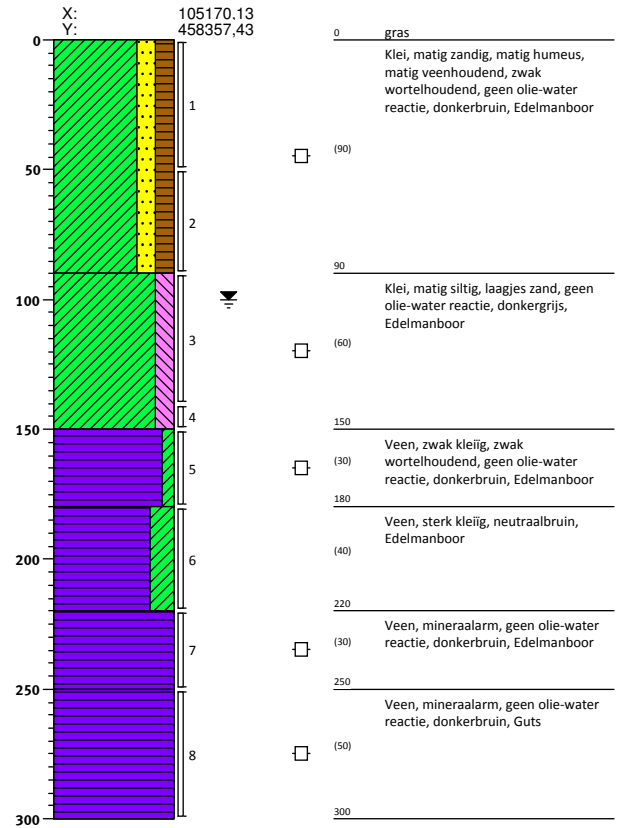 X: 105170,13
Y: 458357,43
0
50
100
150
200
250
300
1
2
3
4
5
6
7
8
0 gras
Klei, matig zandig, matig humeus,
matig veenhoudend, zwak
wortelhoudend, geen olie-water
reactie, donkerbruin, Edelmanboor
(90)
90
Klei, matig siltig, laagjes zand, geen
olie-water reactie, donkergrijs,
Edelmanboor
(60)
150
Veen, zwak kleiïg, zwak
(30) wortelhoudend, geen olie-water
reactie, donkerbruin, Edelmanboor
180
Veen, sterk kleiïg, neutraalbruin,
Edelmanboor
(40)
220
Veen, mineraalarm, geen olie-water
(30) reactie, donkerbruin, Edelmanboor
250
Veen, mineraalarm, geen olie-water
reactie, donkerbruin, Guts
(50)
300